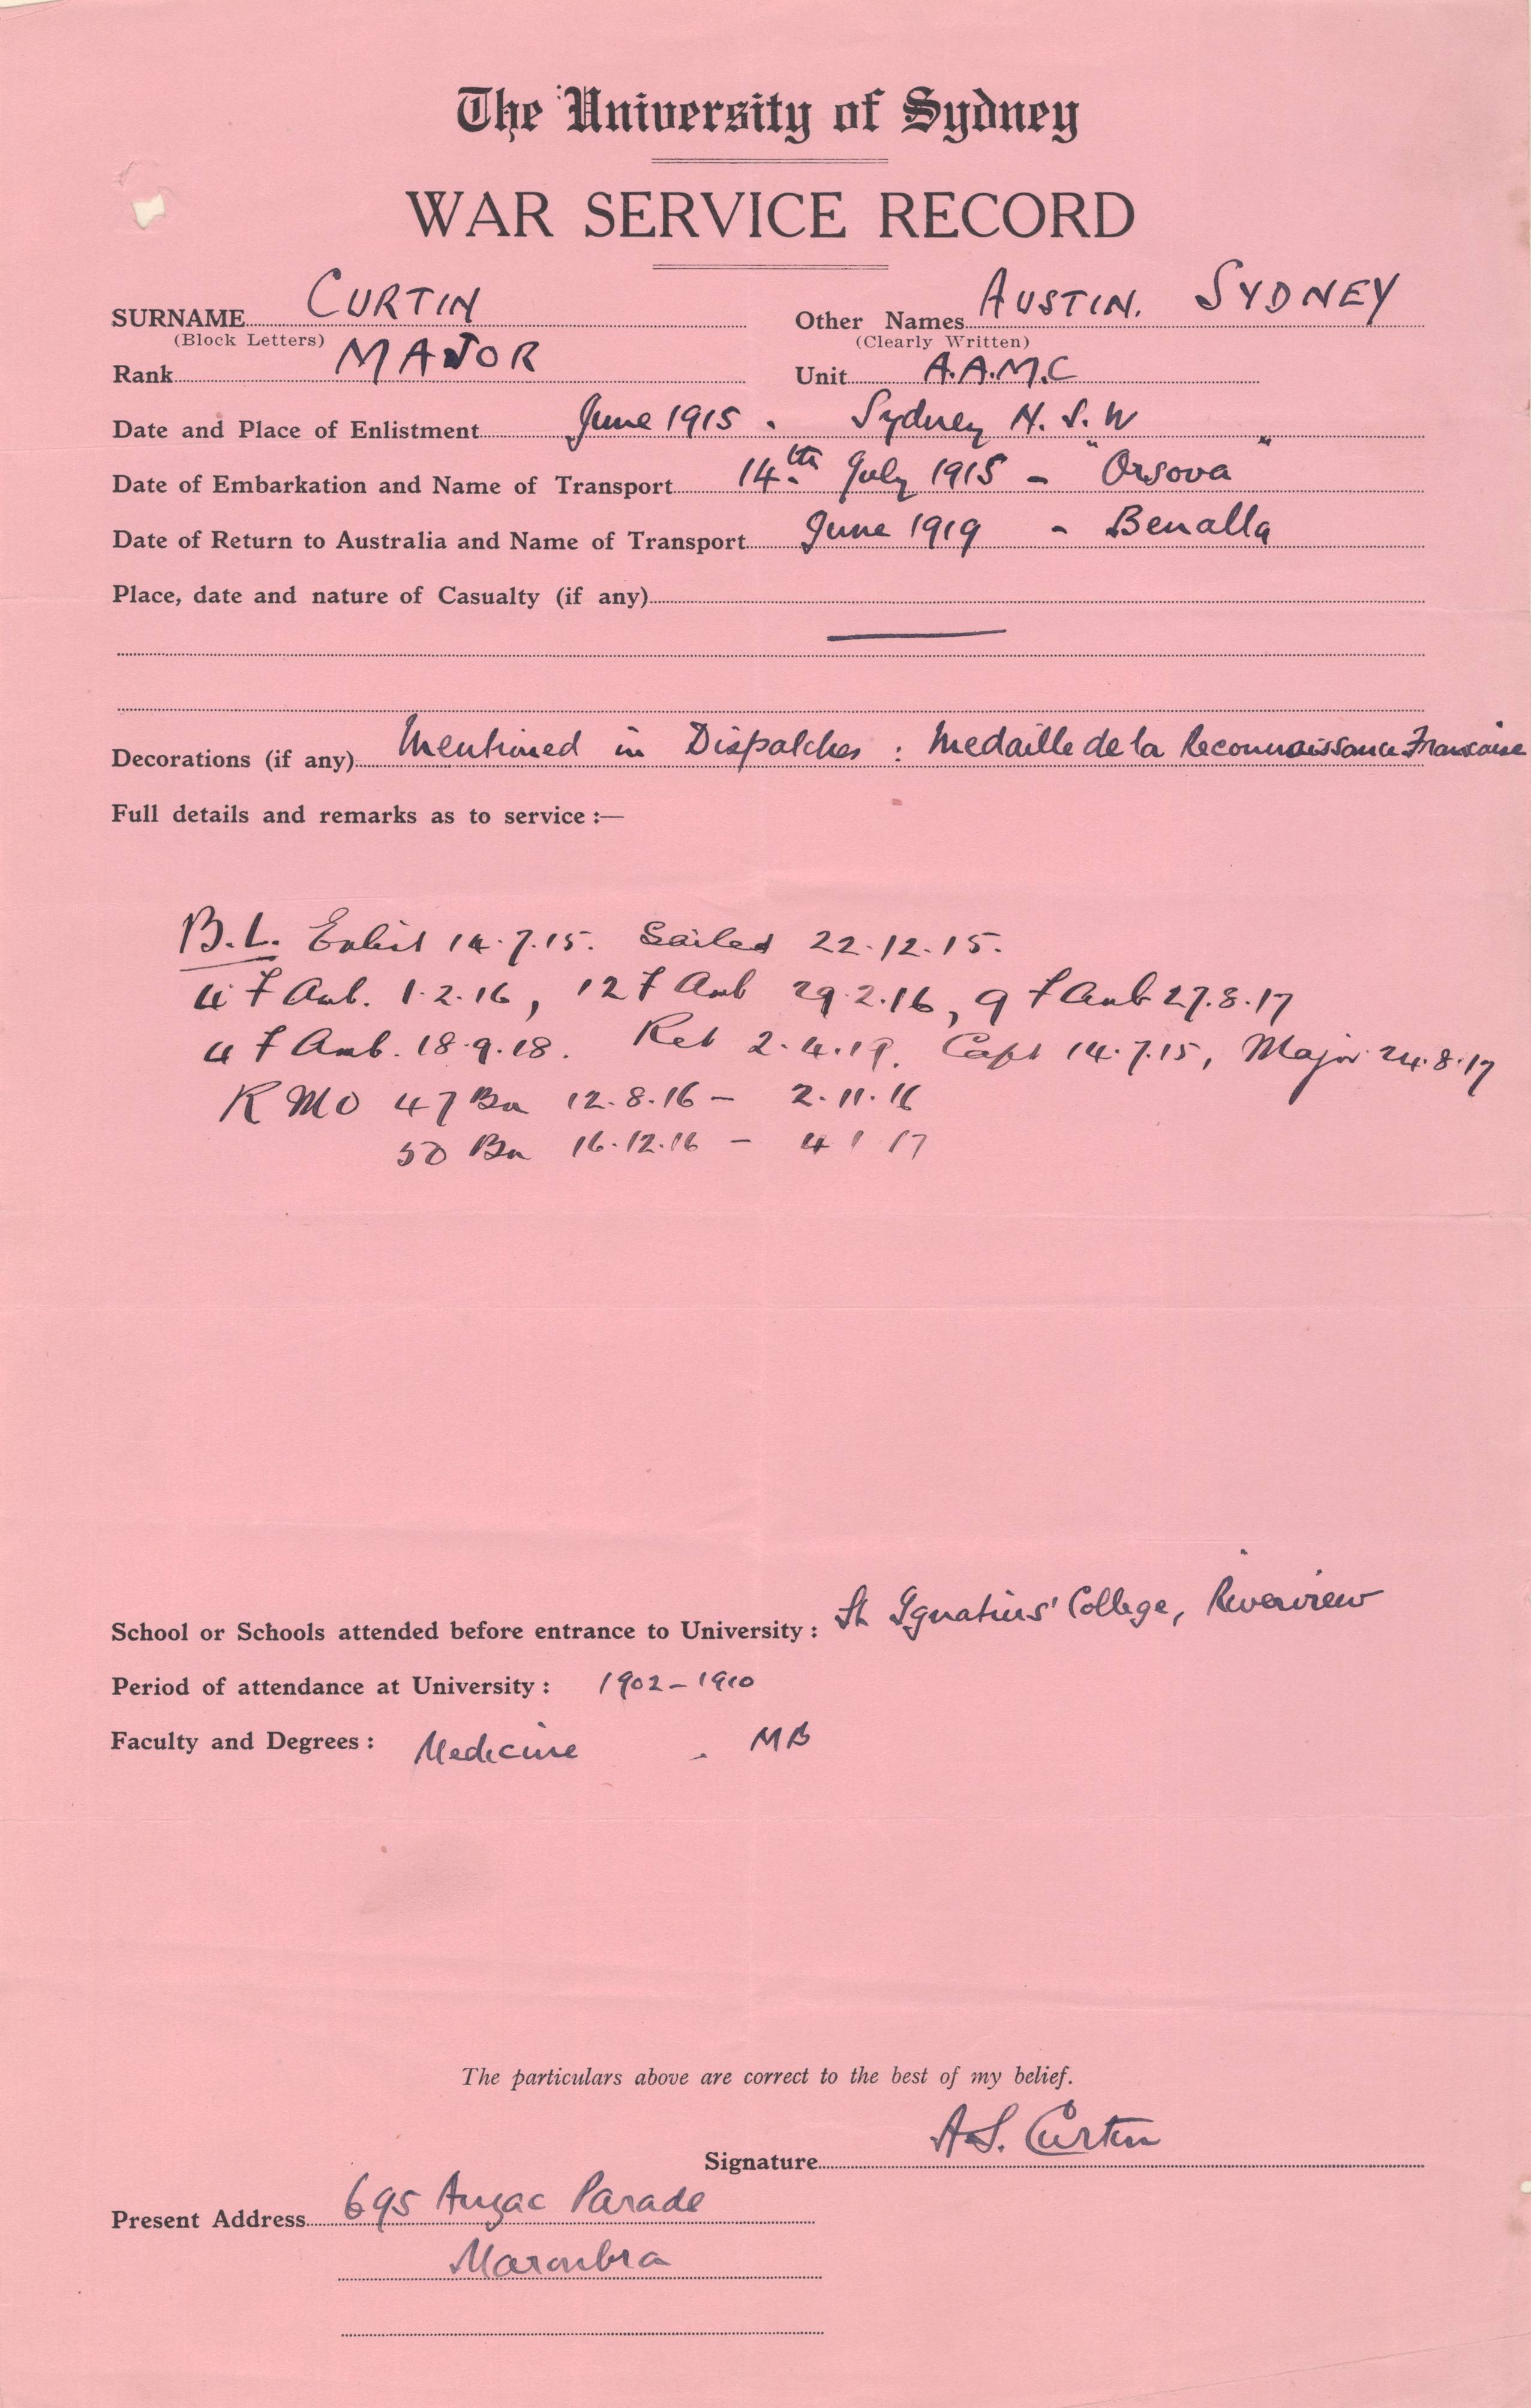 The University of Sydney
WAR SERVICE RECORD
SURNAME CURTIN Other Names AUSTIN. SYDNEY
(Block Letters) (Clearly Written)
Rank MAJOR Unit A.A.M.C
Date and Place of Enlistment June 1915. Sydney N.S.W
Date of Embarkation and Name of Transport 14th July 1915 - "Orsova"
Date of Return to Australia and Name of Transport June 1919 - Benalla
Place, date and nature of Casualty (if any)
Decorations (if any) Mentioned in Dispatches : Medaille de la Reconnaissance Francaise
Full details and remarks as to service :—
B.L. Enlist 14.7.15. Sailed 22.12.15.
4 F Amb. 1.2.16, 12 F Amb 29.2.16, 9 F Amb 27.8.17
4 F Amb. 18.9.18. Ret 2.4.19. Capt 14.7.15, Major 24.8.17
RMO 47 Bn 12.8.16 - 2.11.16
50 Bn 16.12.16 - 4 1 17
School or Schools attended before entrance to University : St Ignatius' College, Riverview
Period of attendance at University : 1902-1910
Faculty and Degrees : Medicine - MB
The particulars above are correct to the best of my belief.
Signature A.S. Curtin
Present Address 695 Anzac Parade
Maroubra